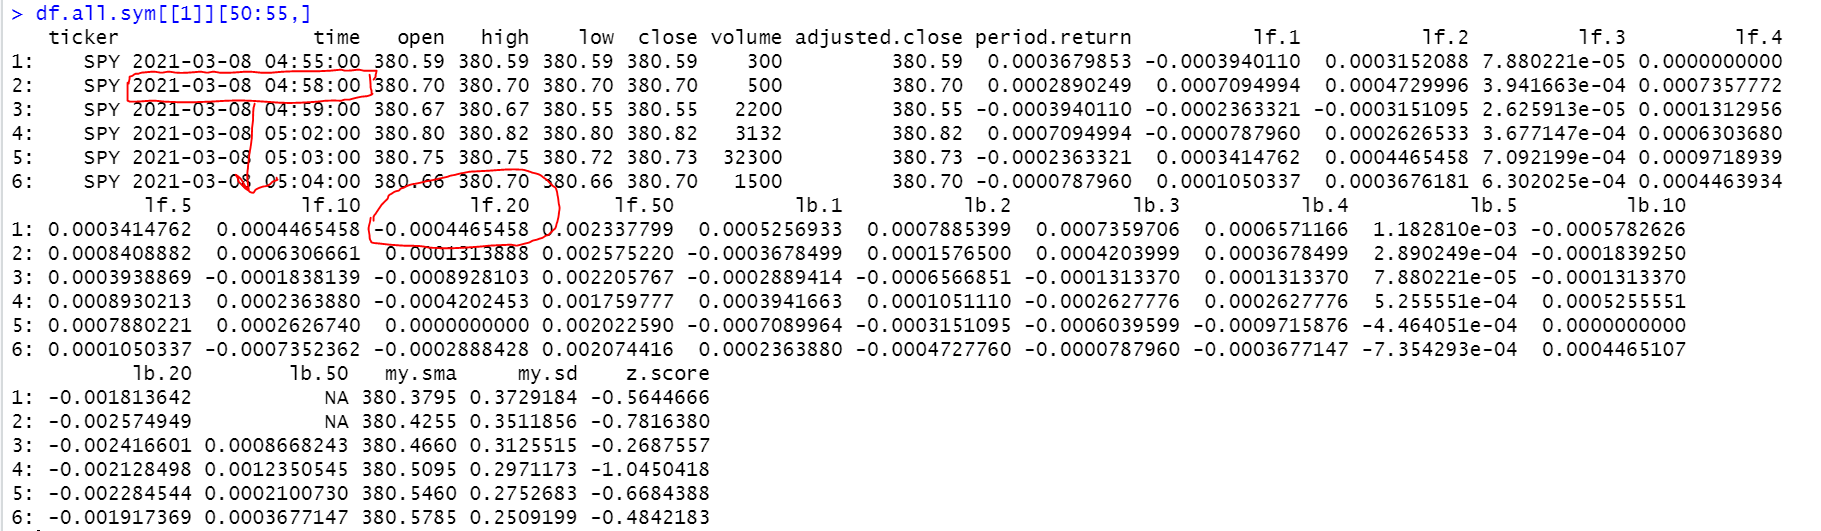 > df.all.sym[[1]][50:55,]
ticker time open high low close volume adjusted.close period.return lf.1 lf.2 lf.3 lf.4
1: SPY 2021-03-08 04:55:00 380.59 380.59 380.59 380.59 300 380.59 0.0003679853 -0.0003940110 0.0003152088 7.880221e-05 0.0000000000
2: SPY 2021-03-08 04:58:00 380.70 380.70 380.70 380.70 500 380.70 0.0002890249 0.0007094994 0.0004729996 3.941663e-04 0.0007357772
3: SPY 2021-03-08 04:59:00 380.67 380.67 380.55 380.55 2200 380.55 -0.0003940110 -0.0002363321 -0.0003151095 2.625913e-05 0.0001312956
4: SPY 2021-03-08 05:02:00 380.80 380.82 380.80 380.82 3132 380.82 0.0007094994 -0.0000787960 0.0002626533 3.677147e-04 0.0006303680
5: SPY 2021-03-08 05:03:00 380.75 380.75 380.72 380.73 32300 380.73 -0.0002363321 0.0003414762 0.0004465458 7.092199e-04 0.0009718939
6: SPY 2021-03-08 05:04:00 380.66 380.70 380.66 380.70 1500 380.70 -0.0000787960 0.0001050337 0.0003676181 6.302025e-04 0.0004463934
lf.5 lf.10 lf.20 lf.50 lb.1 lb.2 lb.3 lb.4 lb.5 lb.10
1: 0.0003414762 0.0004465458 -0.0004465458 0.002337799 0.0005256933 0.0007885399 0.0007359706 0.0006571166 1.182810e-03 -0.0005782626
2: 0.0008408882 0.0006306661 0.0001313888 0.002575220 -0.0003678499 0.0001576500 0.0004203999 0.0003678499 2.890249e-04 -0.0001839250
3: 0.0003938869 -0.0001838139 -0.0008928103 0.002205767 -0.0002889414 -0.0006566851 -0.0001313370 0.0001313370 7.880221e-05 -0.0001313370
4: 0.0008930213 0.0002363880 -0.0004202453 0.001759777 0.0003941663 0.0001051110 -0.0002627776 0.0002627776 5.255551e-04 0.0005255551
5: 0.0007880221 0.0002626740 0.0000000000 0.002022590 -0.0007089964 -0.0003151095 -0.0006039599 -0.0009715876 -4.464051e-04 0.0000000000
6: 0.0001050337 -0.0007352362 -0.0002888428 0.002074416 0.0002363880 -0.0004727760 -0.0000787960 -0.0003677147 -7.354293e-04 0.0004465107
lb.20 lb.50 my.sma my.sd z.score
1: -0.001813642 NA 380.3795 0.3729184 -0.5644666
2: -0.002574949 NA 380.4255 0.3511856 -0.7816380
3: -0.002416601 0.0008668243 380.4660 0.3125515 -0.2687557
4: -0.002128498 0.0012350545 380.5095 0.2971173 -1.0450418
5: -0.002284544 0.0002100730 380.5460 0.2752683 -0.6684388
6: -0.001917369 0.0003677147 380.5785 0.2509199 -0.4842183